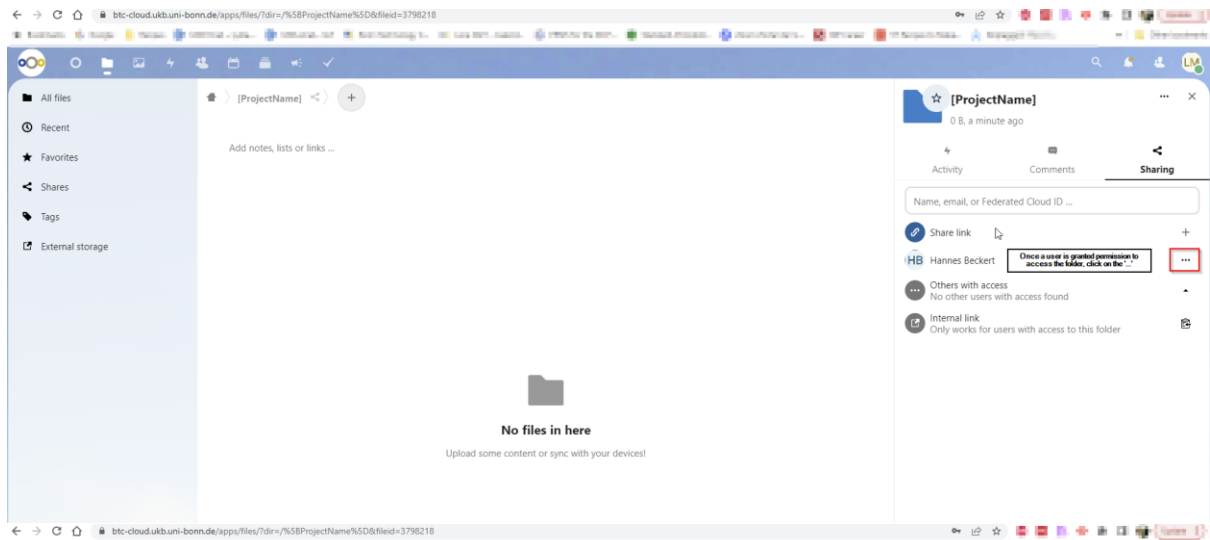 btc-cloud.ukb.uni-bonn.de/apps/files/?dir=/%5BProjectName%5D&fileid=3798218
LM
All files
Recent
Favorites
Shares
Tags
External storage
[ProjectName]
Add notes, lists or links ...
No files in here
Upload some content or sync with your devices!
[ProjectName]
0 B, a minute ago
Activity
Comments
Sharing
Name, email, or Federated Cloud ID ...
Share link
HB Hannes Beckert
Once a user is granted permission to
access the folder, click on the '...'
Others with access
No other users with access found
Internal link
Only works for users with access to this folder
btc-cloud.ukb.uni-bonn.de/apps/files/?dir=/%5BProjectName%5D&fileid=3798218